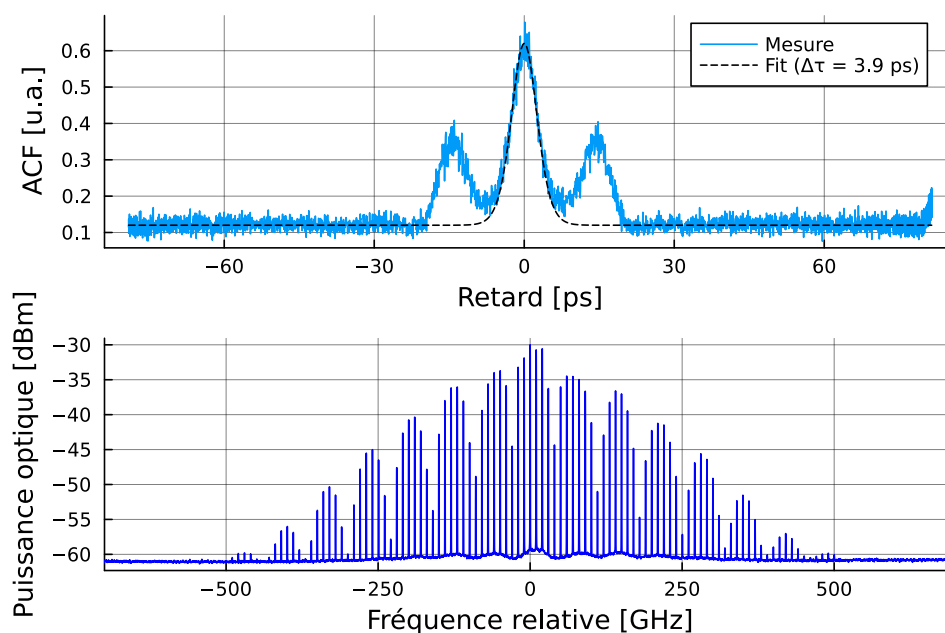 0.6
0.5
0.4
0.3
0.2
0.1
ACF [u.a.]
Mesure
Fit (Δτ = 3.9 ps)
−60 −30 0 30 60
Retard [ps]
−30
−35
−40
−45
−50
−55
−60
Puissance optique [dBm]
−500 −250 0 250 500
Fréquence relative [GHz]